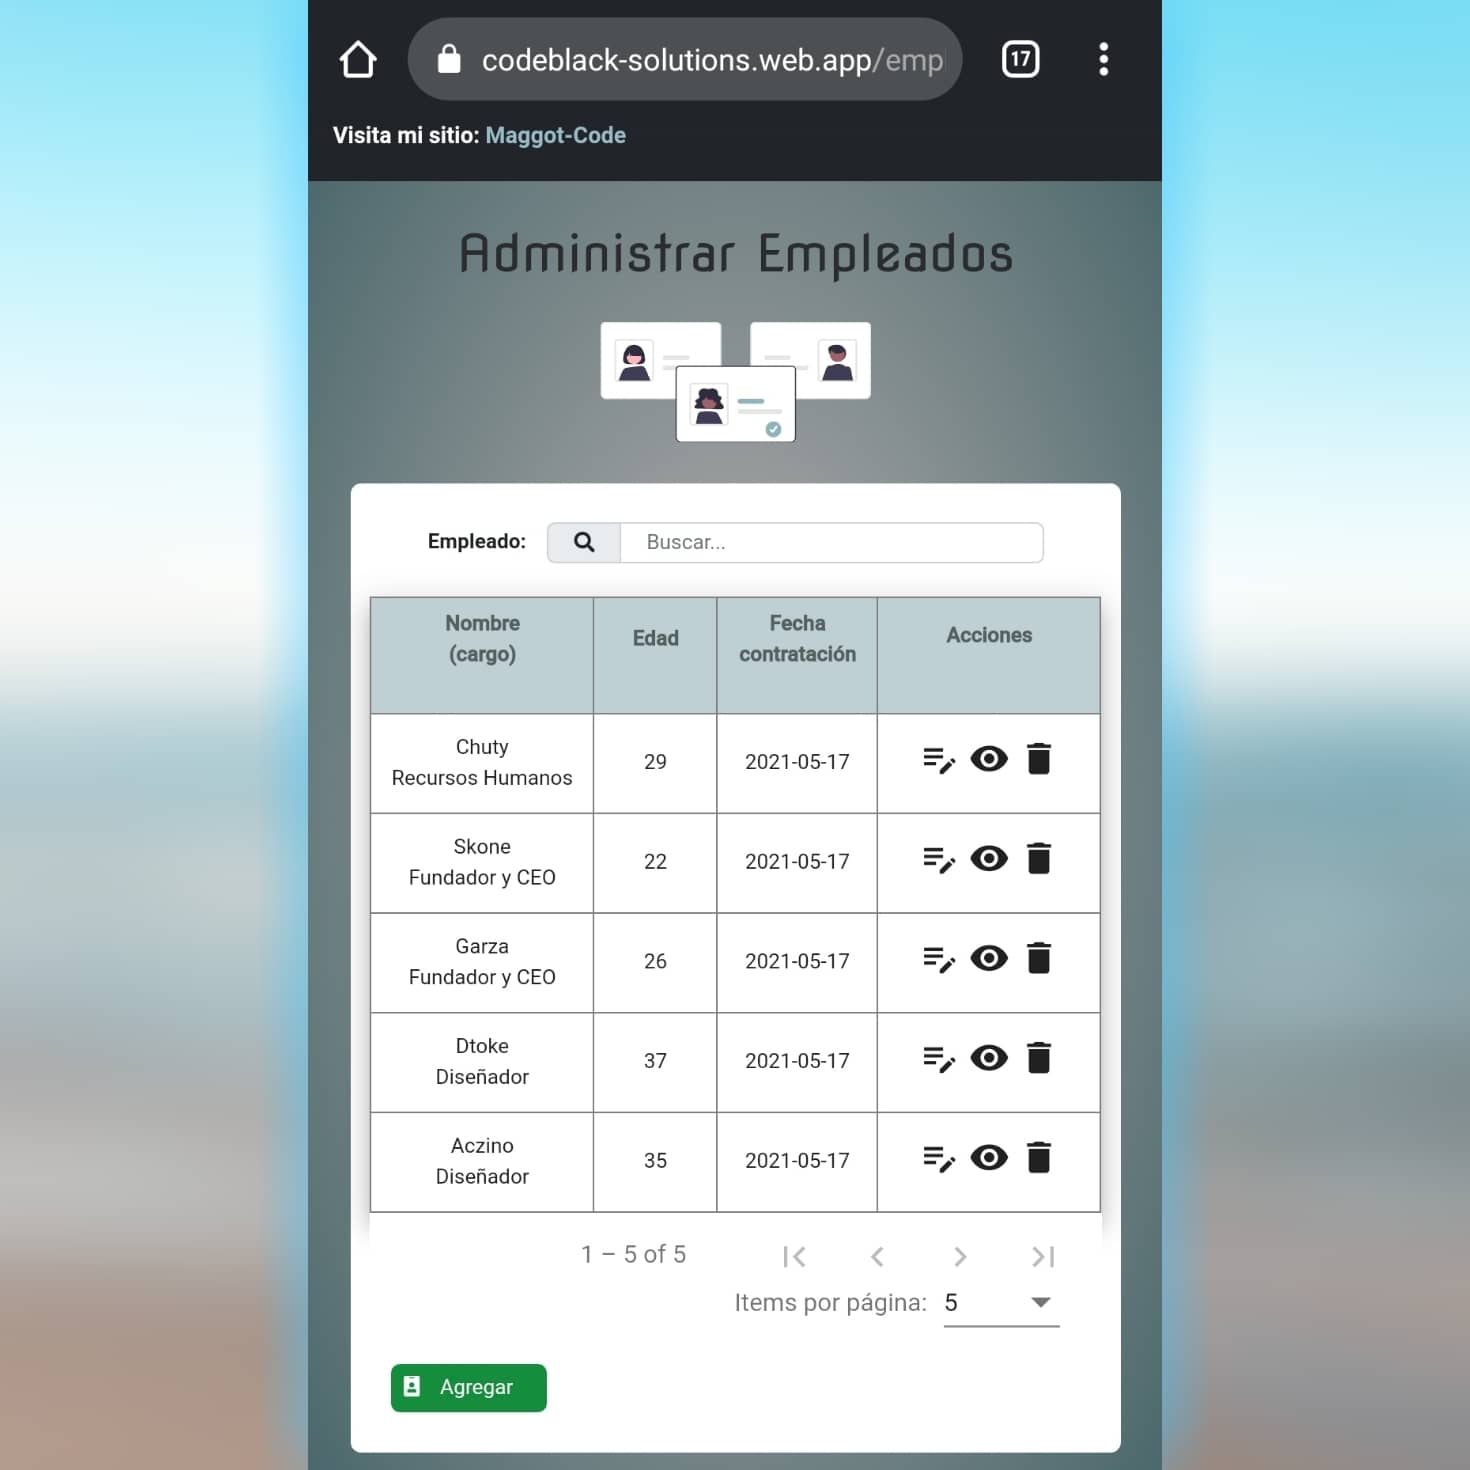 codeblack-solutions.web.app/emp
17
Visita mi sitio: Maggot-Code
Administrar Empleados
Empleado: Buscar...
Nombre (cargo) Edad Fecha contratación Acciones
Chuty
Recursos Humanos 29 2021-05-17
Skone
Fundador y CEO 22 2021-05-17
Garza
Fundador y CEO 26 2021-05-17
Dtoke
Diseñador 37 2021-05-17
Aczino
Diseñador 35 2021-05-17
1 – 5 of 5
Items por página: 5
Agregar